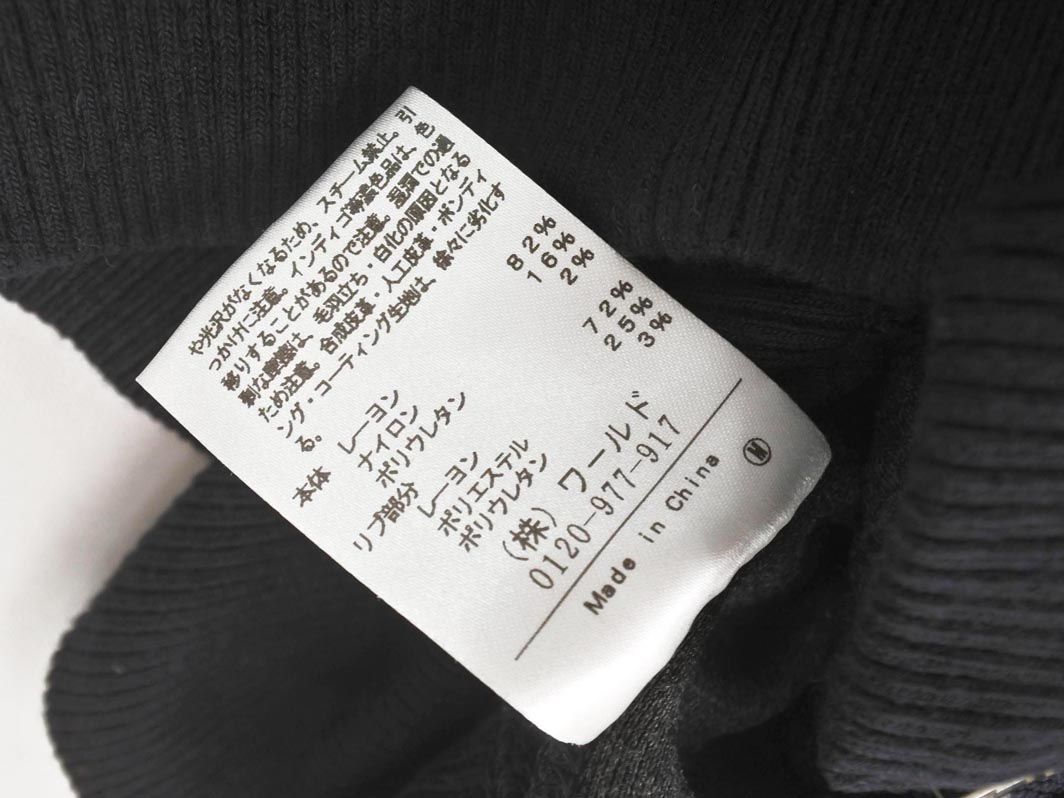 や光沢がなくなるため、スチーム禁止。引
っかけに注意。インディゴ等濃色品は、色
移りすることがあるので注意。湿潤での過
剰な摩擦は、毛羽立ち・白化の原因となる
ため注意。合成皮革・人工皮革・ボンディ
ング・コーティング生地は、徐々に劣化す
る。
本体 レーヨン 82%
ナイロン 16%
ポリウレタン 2%
リブ部分 レーヨン 72%
ポリエステル 25%
ポリウレタン 3%
(株)ワールド
0120-977-917
Made in China M